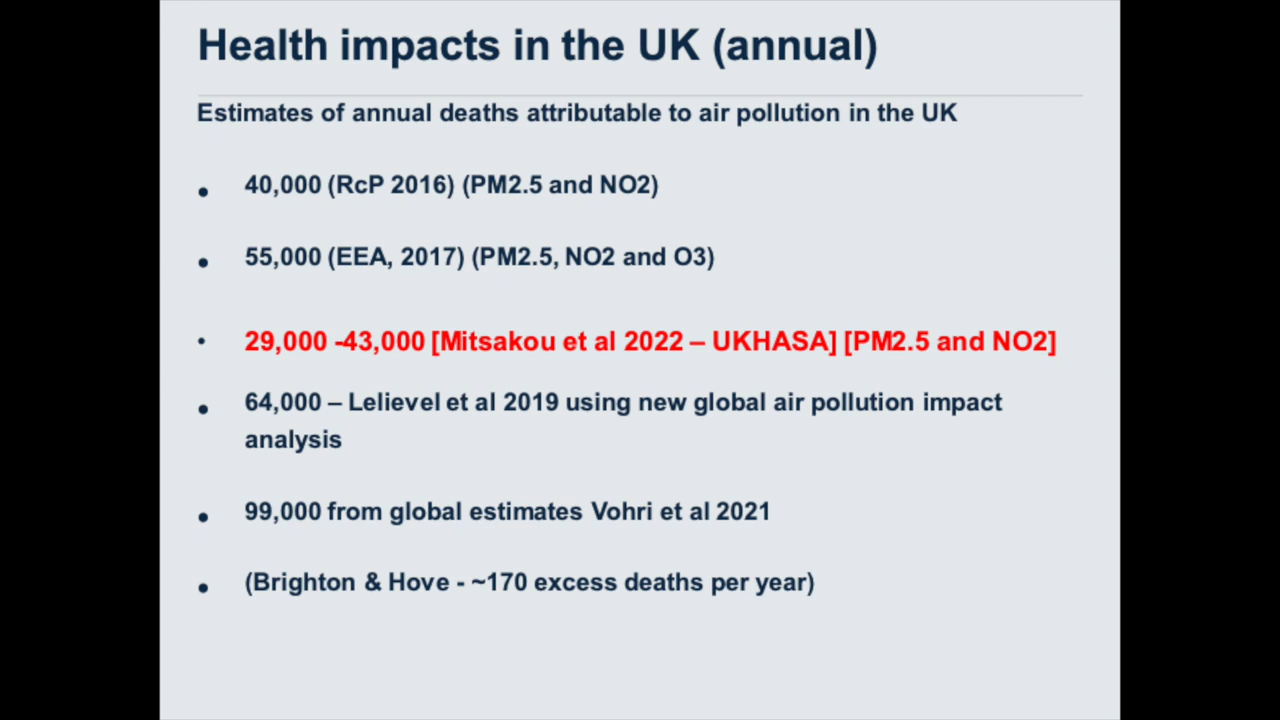 Health impacts in the UK (annual)
Estimates of annual deaths attributable to air pollution in the UK
• 40,000 (RcP 2016) (PM2.5 and NO2)
• 55,000 (EEA, 2017) (PM2.5, NO2 and O3)
• 29,000 -43,000 [Mitsakou et al 2022 – UKHASA] [PM2.5 and NO2]
• 64,000 – Lelievel et al 2019 using new global air pollution impact
analysis
• 99,000 from global estimates Vohri et al 2021
• (Brighton & Hove - ~170 excess deaths per year)